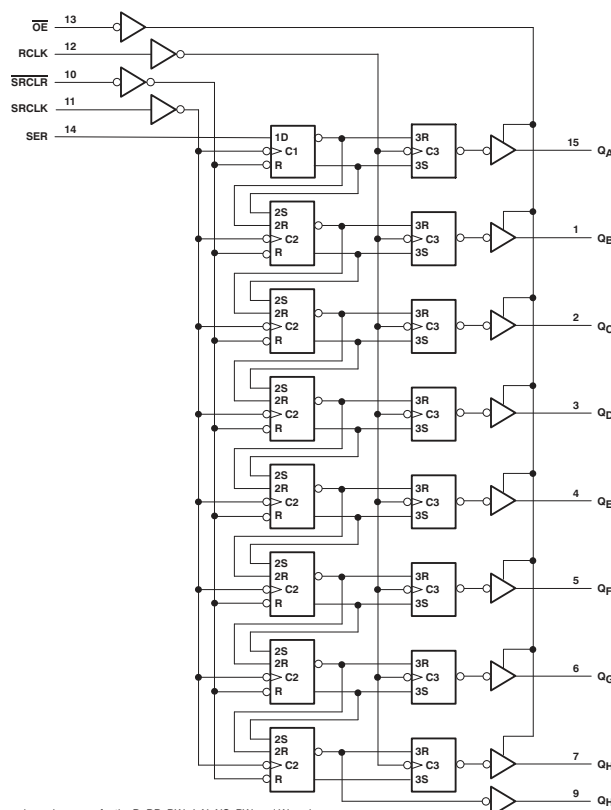 OE 13
RCLK 12
SRCLR 10
SRCLK 11
SER 14
1D
C1
R
3R
C3
3S
15 QA
2S
2R
C2
R
3R
C3
3S
1 QB
2S
2R
C2
R
3R
C3
3S
2 QC
2S
2R
C2
R
3R
C3
3S
3 QD
2S
2R
C2
R
3R
C3
3S
4 QE
2S
2R
C2
R
3R
C3
3S
5 QF
2S
2R
C2
R
3R
C3
3S
6 QG
2S
2R
C2
R
3R
C3
3S
7 QH
9 QH